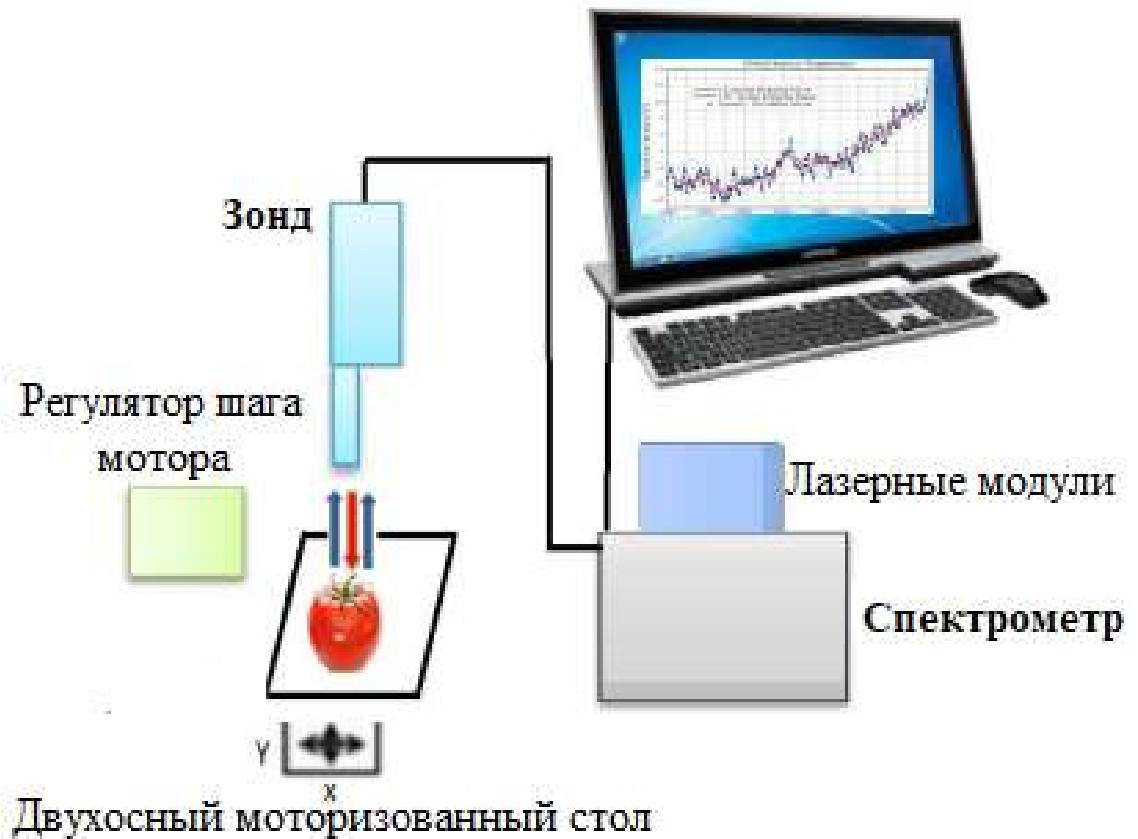 Зонд
Регулятор шага
мотора
Лазерные модули
Спектрометр
Y
X
Двухосный моторизованный стол